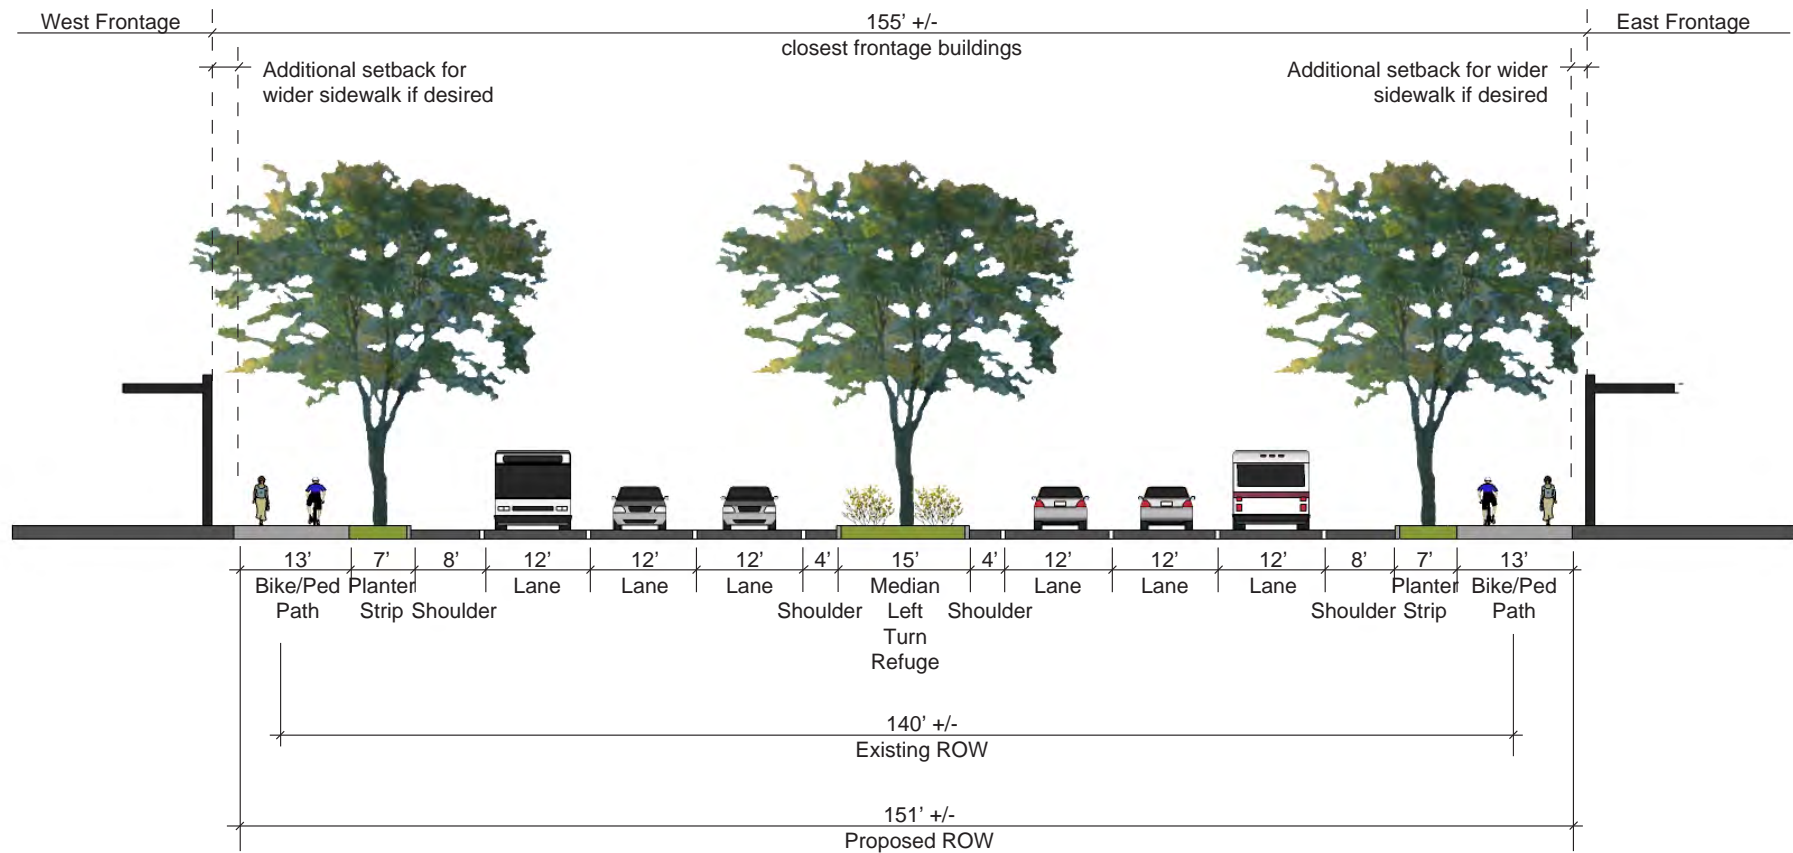 West Frontage
155' +/-
East Frontage
closest frontage buildings
Additional setback for
wider sidewalk if desired
Additional setback for wider
sidewalk if desired
13' 7' 8' 12' 12' 12' 4' 15' 4' 12' 12' 12' 8' 7' 13'
Bike/Ped Planter Lane Lane Lane Median Lane Lane Lane Planter Bike/Ped
Path Strip Shoulder Shoulder Left Shoulder Shoulder Strip Path
Turn
Refuge
140' +/-
Existing ROW
151' +/-
Proposed ROW